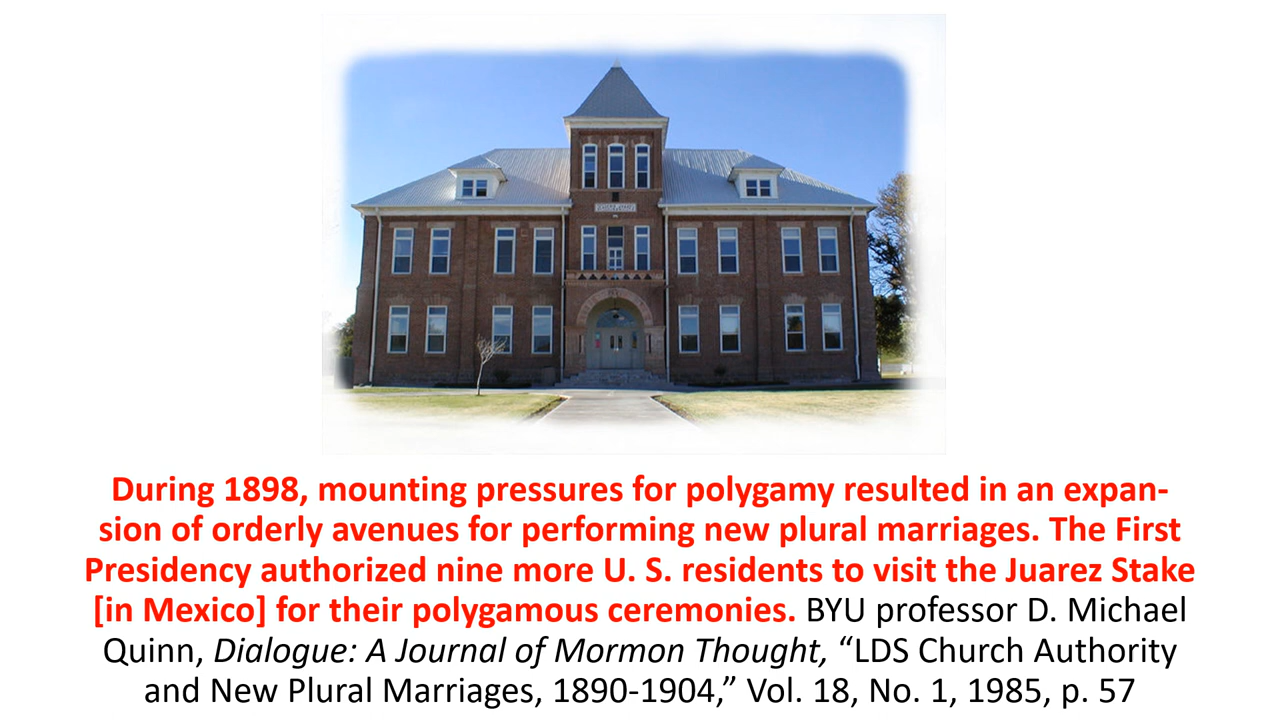 During 1898, mounting pressures for polygamy resulted in an expan-
sion of orderly avenues for performing new plural marriages. The First
Presidency authorized nine more U. S. residents to visit the Juarez Stake
[in Mexico] for their polygamous ceremonies. BYU professor D. Michael
Quinn, Dialogue: A Journal of Mormon Thought, “LDS Church Authority
and New Plural Marriages, 1890-1904,” Vol. 18, No. 1, 1985, p. 57